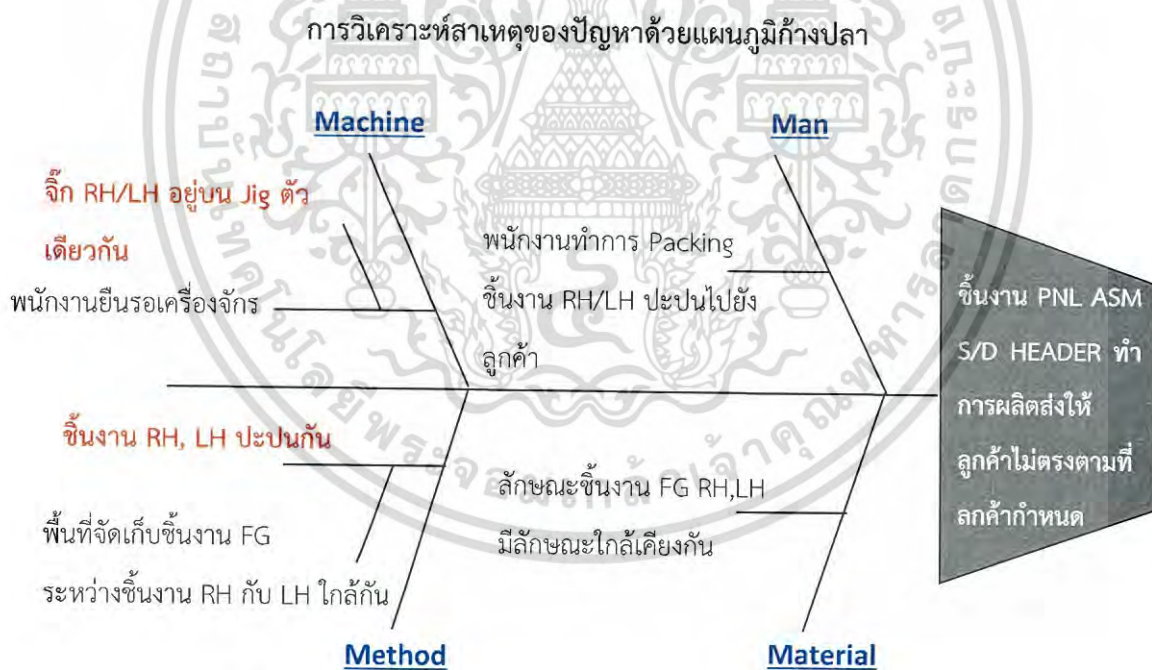 การวิเคราะห์สาเหตุของปัญหาด้วยแผนภูมิก้างปลา
Machine
Man
จิ๊ก RH/LH อยู่บน Jig ตัว
เดียวกัน
พนักงานยืนรอเครื่องจักร
พนักงานทำการ Packing
ชิ้นงาน RH/LH ปะปนไปยัง
ลูกค้า
ชิ้นงาน PNL ASM
S/D HEADER ทำ
การผลิตส่งให้
ลูกค้าไม่ตรงตามที่
ลูกค้ากำหนด
ชิ้นงาน RH, LH ปะปนกัน
พื้นที่จัดเก็บชิ้นงาน FG
ระหว่างชิ้นงาน RH กับ LH ใกล้กัน
ลักษณะชิ้นงาน FG RH,LH
มีลักษณะใกล้เคียงกัน
Method
Material